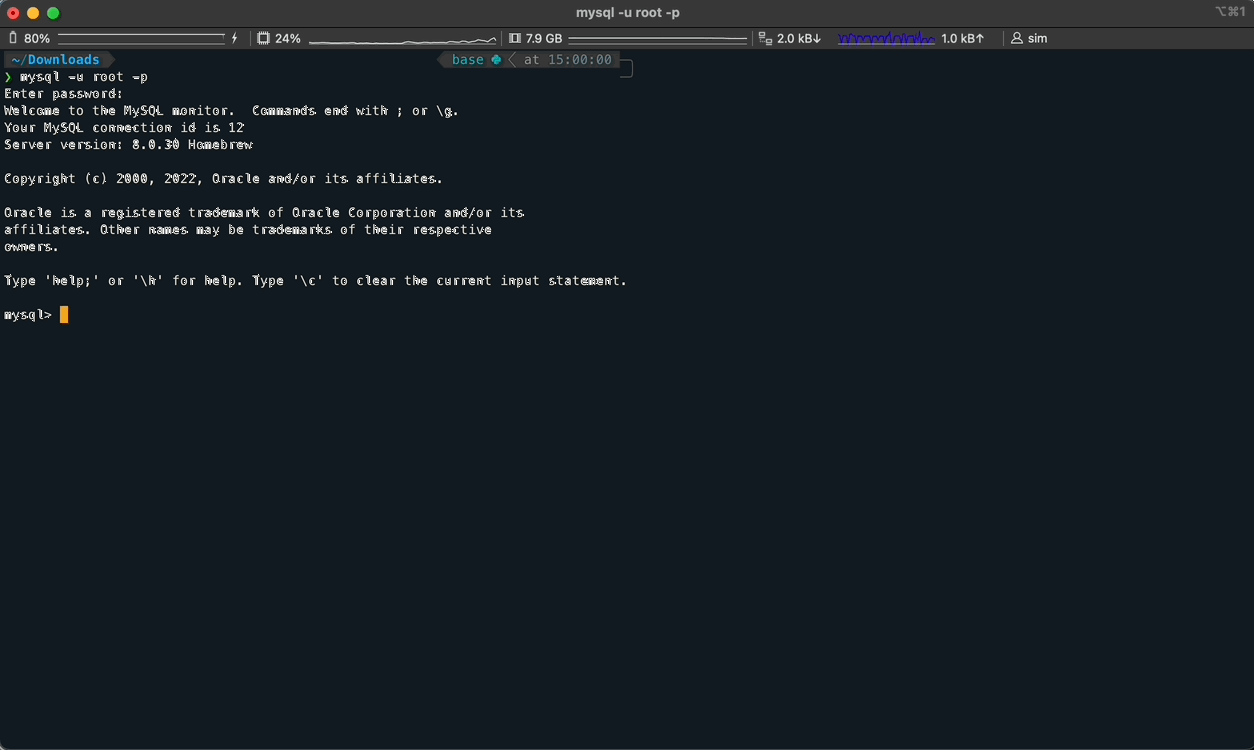 mysql -u root -p
⌥⌘1
80% 24% 7.9 GB 2.0 kB↓ 1.0 kB↑ sim
~/Downloads base at 15:00:00
❯ mysql -u root -p
Enter password:
Welcome to the MySQL monitor.  Commands end with ; or \g.
Your MySQL connection id is 12
Server version: 8.0.30 Homebrew
Copyright (c) 2000, 2022, Oracle and/or its affiliates.
Oracle is a registered trademark of Oracle Corporation and/or its
affiliates. Other names may be trademarks of their respective
owners.
Type 'help;' or '\h' for help. Type '\c' to clear the current input statement.
mysql>